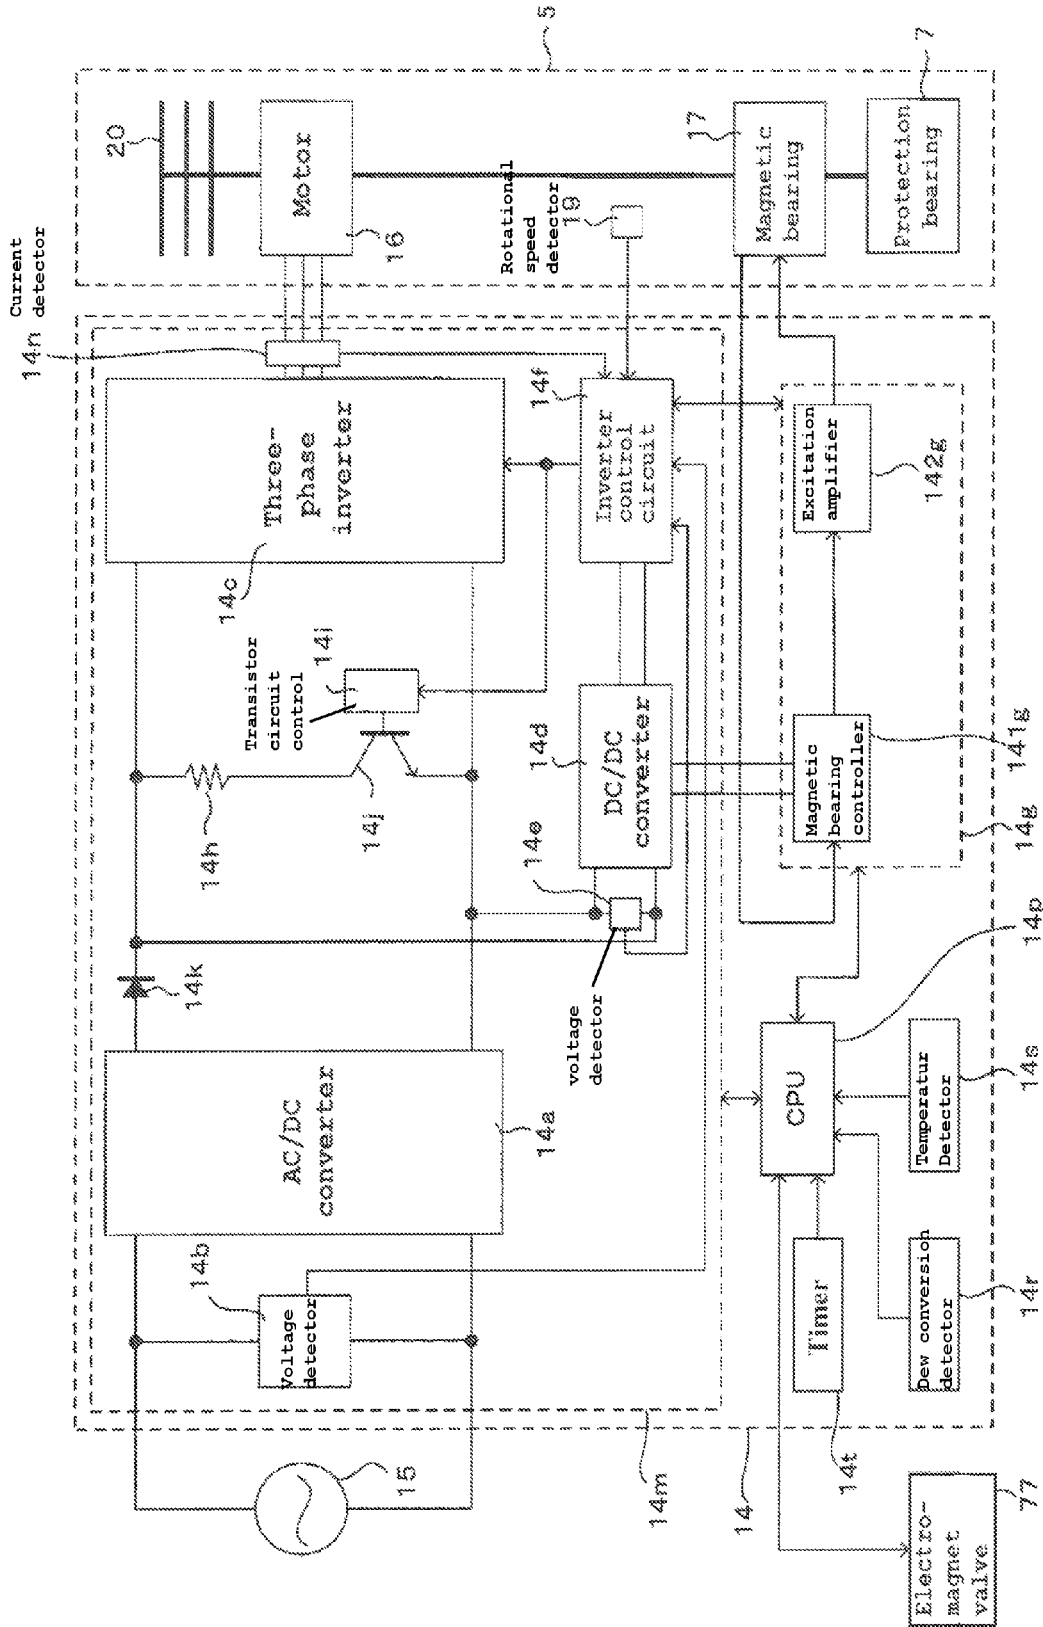 Current
detector
14n
20
15
14b
Voltage
detector
AC/DC
converter
14a
14k
14h
14j
Transistor
circuit
control
14i
14c
Three-
phase
inverter
Motor
16
voltage
detector
14e
14d
DC/DC
converter
14f
Inverter
control
circuit
Rotational
speed
detector
19
5
14m
14
Timer
14t
CPU
14p
Magnetic
bearing
controller
141g
14g
Excitation
amplifier
142g
17
Magnetic
bearing
Protection
bearing
7
Electro-
magnet
valve
77
Dew conversion
detector
14r
Temperatur
Detector
14s